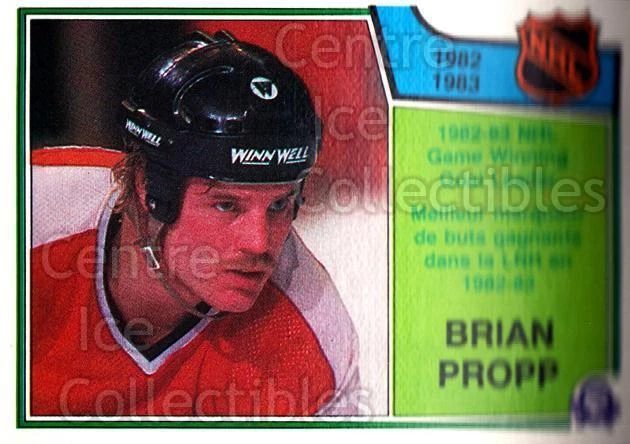 1982
1983
NHL
WINNWELL
WINNWELL
1982-83 NHL
Game Winning
Meilleur
de buts gagnants
dans la LNH en
1982-83
BRIAN
PROPP
Centre
Ice
Collectibles
Centre
Ice
Collectibles